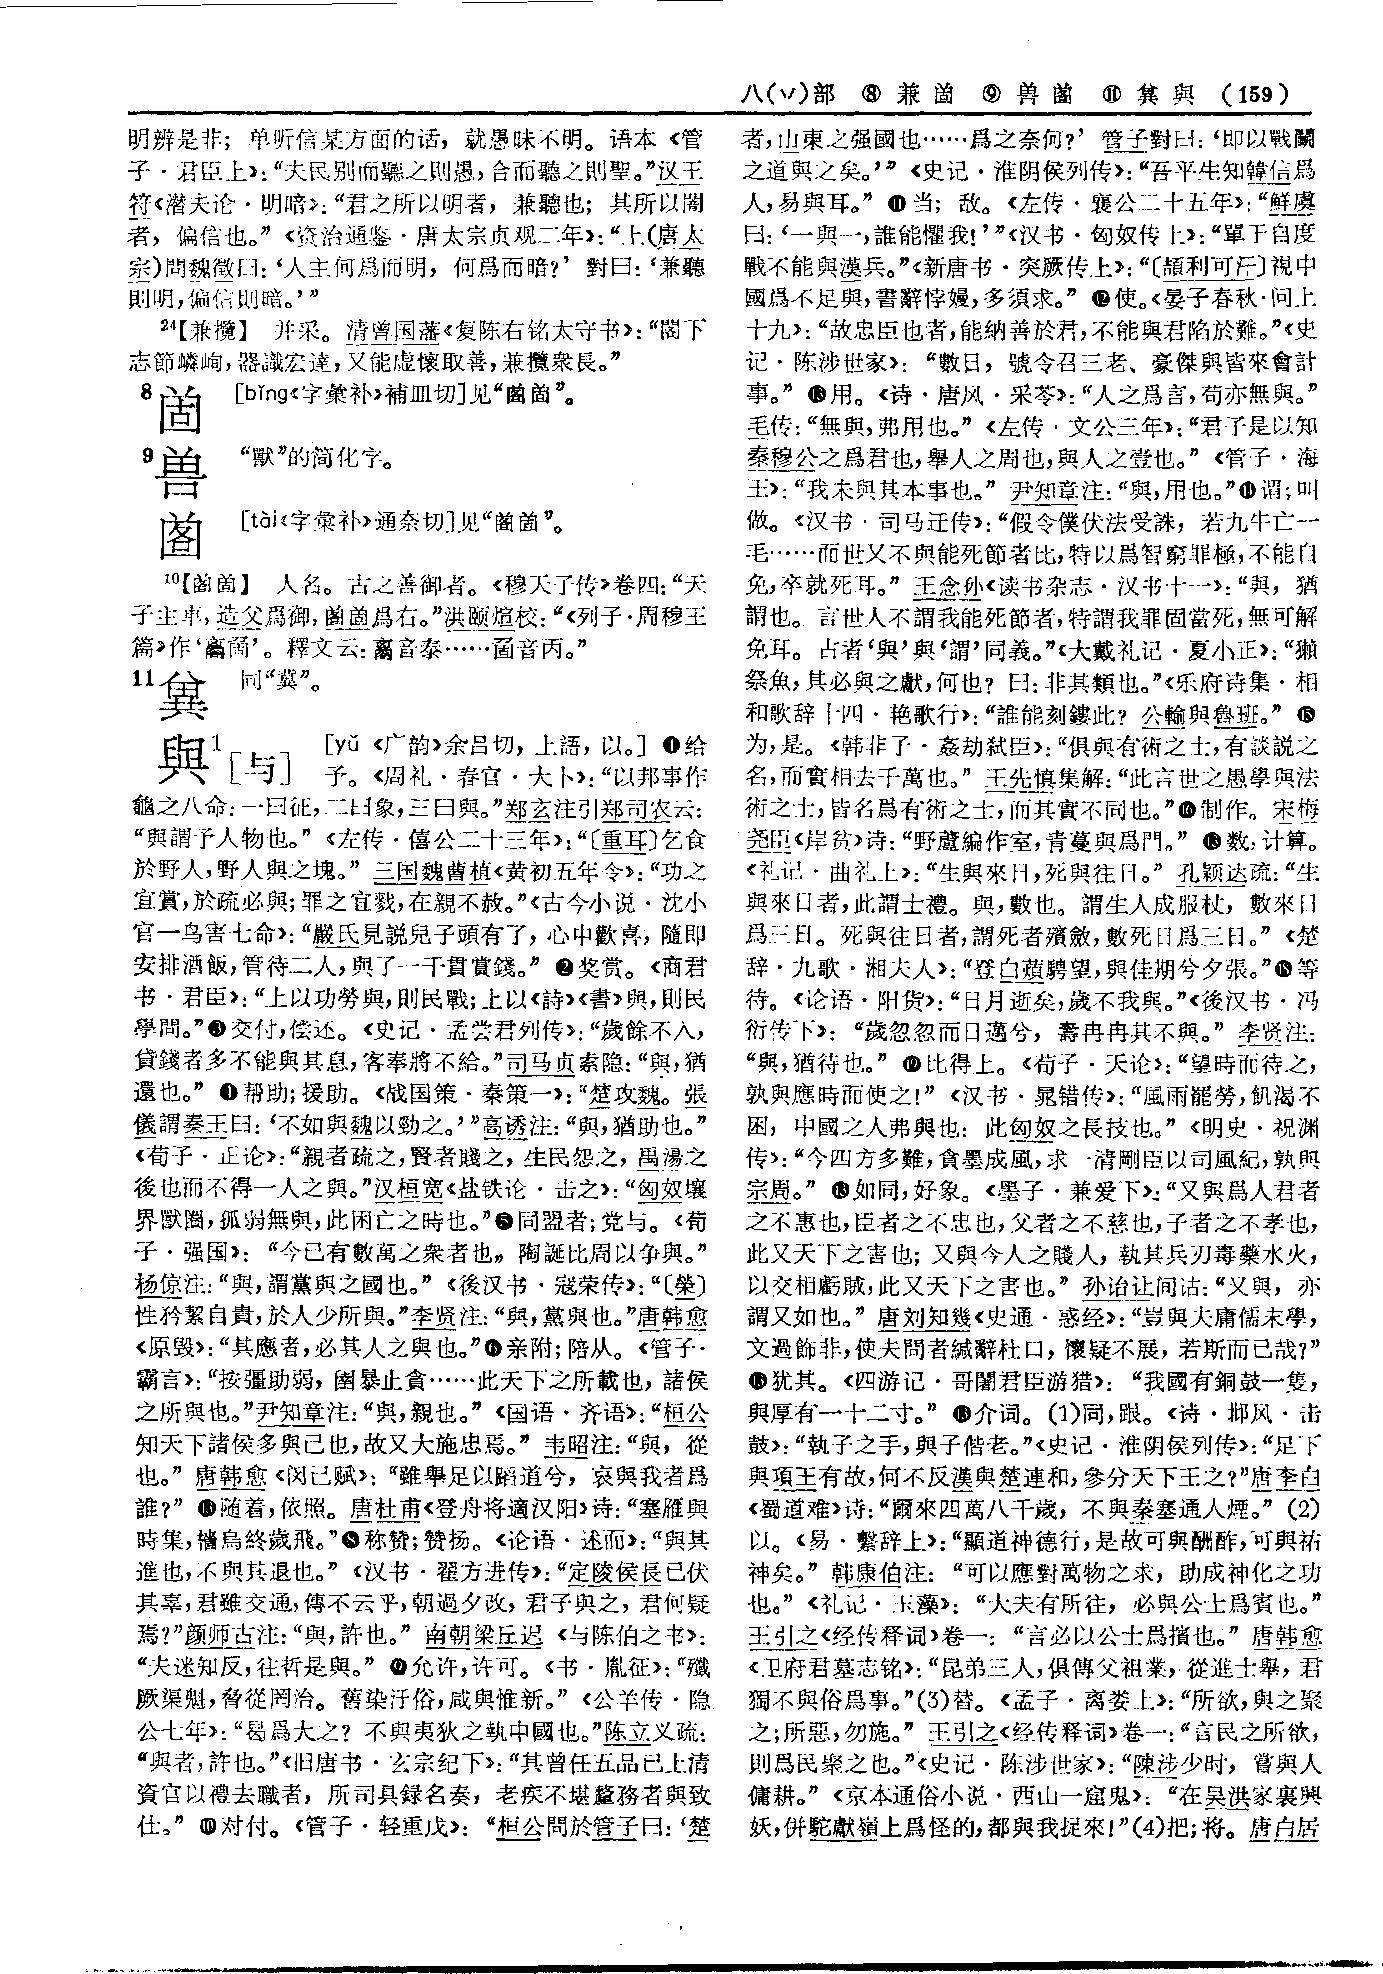 八(丷)部 ⑧ 兼 𠔥 ⑨ 兽 𠔦 ⑪ 兾 與 (159)
明辨是非；单听信某方面的话，就愚昧不明。语本《管
子·君臣上》：“夫民别而聽之則愚，合而聽之則聖。”汉王
符《潜夫论·明暗》：“君之所以明者，兼聽也；其所以闇
者，偏信也。”《资治通鉴·唐太宗贞观二年》：“上(唐太
宗)問魏徵曰：‘人主何爲而明，何爲而暗？’對曰：‘兼聽
則明，偏信則暗。’”
24【兼攬】 并采。清曾国藩《复陈右铭太守书》：“閣下
志節嶙峋，器識宏達，又能虚懷取善，兼攬衆長。”
8 [bǐng《字彙补》補皿切]见“
9 兽 “獸”的简化字。
[tài《字彙补》通奈切]见“
人名。古之善御者。《穆天子传》卷四：“天
子主車，造父爲御，爲右。”洪颐煊校：“《列子·周穆王
篇》作。釋文云：音泰……音丙。”
11 兾 同“冀”。
與1[与] [yǔ 《广韵》余吕切，上語，以。] ❶给
予。《周礼·春官·大卜》：“以邦事作
龜之八命：一曰征，二曰象，三曰與。”郑玄注引郑司农云：
“與謂予人物也。”《左传·僖公二十三年》：“〔重耳〕乞食
於野人，野人與之塊。”三国魏曹植《黄初五年令》：“功之
宜賞，於疏必與；罪之宜戮，在親不赦。”《古今小说·沈小
官一鸟害七命》：“嚴氏見説兒子頭有了，心中歡喜，隨即
安排酒飯，管待二人，與了一千貫賞錢。”❷奖赏。《商君
书·君臣》：“上以功勞與，則民戰；上以《詩》《書》與，則民
學問。”❸交付，偿还。《史记·孟尝君列传》：“歲餘不入，
貸錢者多不能與其息，客奉將不給。”司马贞索隐：“與，猶
還也。”❹帮助；援助。《战国策·秦策一》：“楚攻魏。張
儀謂秦王曰：‘不如與魏以勁之。’”高诱注：“與，猶助也。”
《荀子·正论》：“親者疏之，賢者賤之，生民怨之，禹湯之
後也而不得一人之與。”汉桓宽《盐铁论·击之》：“匈奴壤
界獸圈，孤弱無與，此困亡之時也。”❺同盟者；党与。《荀
子·强国》：“今已有數萬之衆者也，陶誕比周以争與。”
杨倞注：“與，謂黨與之國也。”《後汉书·寇荣传》：“〔榮〕
性矜絜自貴，於人少所與。”李贤注：“與，黨與也。”唐韩愈
《原毁》：“其應者，必其人之與也。”❻亲附；陪从。《管子·
霸言》：“按彊助弱，圉暴止貪……此天下之所載也，諸侯
之所與也。”尹知章注：“與，親也。”《国语·齐语》：“桓公
知天下諸侯多與己也，故又大施忠焉。”韦昭注：“與，從
也。”唐韩愈《闵己赋》：“雖舉足以蹈道兮，哀與我者爲
誰？”❼随着，依照。唐杜甫《登舟将適汉阳》诗：“塞雁與
時集，檣烏終歲飛。”❽称赞；赞扬。《论语·述而》：“與其
進也，不與其退也。”《汉书·翟方进传》：“定陵侯長已伏
其辜，君雖交通，傳不云乎，朝過夕改，君子與之，君何疑
焉？”颜师古注：“與，許也。”南朝梁丘迟《与陈伯之书》：
“夫迷知反，往哲是與。”❾允许，许可。《书·胤征》：“殲
厥渠魁，脅從罔治。舊染汙俗，咸與惟新。”《公羊传·隐
公七年》：“曷爲大之？不與夷狄之執中國也。”陈立义疏：
“與者，許也。”《旧唐书·玄宗纪下》：“其曾任五品已上清
資官以禮去職者，所司具録名奏，老疾不堪釐務者與致
仕。”❿对付。《管子·轻重戊》：“桓公問於管子曰：‘楚
者，山東之强國也……爲之奈何？’管子對曰：‘即以戰鬭
之道與之矣。’”《史记·淮阴侯列传》：“吾平生知韓信爲
人，易與耳。”⓫当；敌。《左传·襄公二十五年》：“鮮虞
曰：‘一與一，誰能懼我！’”《汉书·匈奴传上》：“單于自度
戰不能與漢兵。”《新唐书·突厥传上》：“〔頡利可汗〕視中
國爲不足與，書辭悖嫚，多須求。”⓬使。《晏子春秋·问上
十九》：“故忠臣也者，能納善於君，不能與君陷於難。”《史
记·陈涉世家》：“數日，號令召三老、豪傑與皆來會計
事。”⓭用。《诗·唐风·采苓》：“人之爲言，苟亦無與。”
毛传：“無與，弗用也。”《左传·文公三年》：“君子是以知
秦穆公之爲君也，舉人之周也，與人之壹也。”《管子·海
王》：“我未與其本事也。”尹知章注：“與，用也。”⓮谓；叫
做。《汉书·司马迁传》：“假令僕伏法受誅，若九牛亡一
毛……而世又不與能死節者比，特以爲智窮罪極，不能自
免，卒就死耳。”王念孙《读书杂志·汉书十一》：“與，猶
謂也。言世人不謂我能死節者，特謂我罪固當死，無可解
免耳。古者‘與’與‘謂’同義。”《大戴礼记·夏小正》：“獺
祭魚，其必與之獻，何也？曰：非其類也。”《乐府诗集·相
和歌辞十四·艳歌行》：“誰能刻鏤此？公輸與魯班。”⓯
为，是。《韩非子·姦劫弑臣》：“俱與有術之士，有談説之
名，而實相去千萬也。”王先慎集解：“此言世之愚學與法
術之士，皆名爲有術之士，而其實不同也。”⓰制作。宋梅
尧臣《岸贫》诗：“野蘆編作室，青蔓與爲門。”⓱数；计算。
《礼记·曲礼上》：“生與來日，死與往日。”孔颖达疏：“生
與來日者，此謂士禮。與，數也。謂生人成服杖，數來日
爲三日。死與往日者，謂死者殯斂，數死日爲三日。”《楚
辞·九歌·湘夫人》：“登白薠騁望，與佳期兮夕張。”⓲等
待。《论语·阳货》：“日月逝矣，歲不我與。”《後汉书·冯
衍传下》：“歲忽忽而日邁兮，壽冉冉其不與。”李贤注：
“與，猶待也。”⓳比得上。《荀子·天论》：“望時而待之，
孰與應時而使之！”《汉书·晁错传》：“風雨罷勞，飢渴不
困，中國之人弗與也：此匈奴之長技也。”《明史·祝渊
传》：“今四方多難，貪墨成風，求一清剛臣以司風紀，孰與
宗周。”⓴如同，好象。《墨子·兼爱下》：“又與爲人君者
之不惠也，臣者之不忠也，父者之不慈也，子者之不孝也，
此又天下之害也；又與今人之賤人，執其兵刃毒藥水火，
以交相虧賊，此又天下之害也。”孙诒让间诂：“又與，亦
謂又如也。”唐刘知幾《史通·惑经》：“豈與夫庸儒末學，
文過飾非，使夫問者緘辭杜口，懷疑不展，若斯而已哉？”
犹其。《四游记·哥闍君臣游猎》：“我國有銅鼓一隻，
與厚有一十二寸。”介词。(1)同，跟。《诗·邶风·击
鼓》：“執子之手，與子偕老。”《史记·淮阴侯列传》：“足下
與項王有故，何不反漢與楚連和，參分天下王之？”唐李白
《蜀道难》诗：“爾來四萬八千歲，不與秦塞通人煙。”(2)
以。《易·繫辞上》：“顯道神德行，是故可與酬酢，可與祐
神矣。”韩康伯注：“可以應對萬物之求，助成神化之功
也。”《礼记·玉藻》：“大夫有所往，必與公士爲賓也。”
王引之《经传释词》卷一：“言必以公士爲擯也。”唐韩愈
《卫府君墓志铭》：“昆弟三人，俱傳父祖業，從進士舉，君
獨不與俗爲事。”(3)替。《孟子·离娄上》：“所欲，與之聚
之；所惡，勿施。”王引之《经传释词》卷一：“言民之所欲，
則爲民聚之也。”《史记·陈涉世家》：“陳涉少时，嘗與人
傭耕。”《京本通俗小说·西山一窟鬼》：“在吴洪家裏興
妖，併駝獻嶺上爲怪的，都與我捉來！”(4)把；将。唐白居